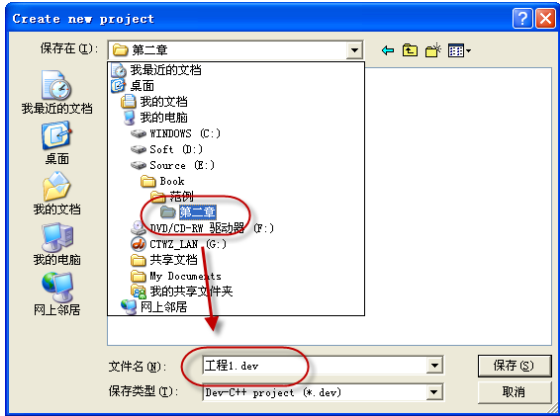 Create new project
保存在(I):
第二章
我最近的文档
桌面
我的文档
我的电脑
网上邻居
我最近的文档
桌面
我的文档
我的电脑
WINDOWS (C:)
Soft (D:)
Source (E:)
Book
范例
第二章
DVD/CD-RW 驱动器 (F:)
CTWZ_LAN (G:)
共享文档
My Documents
我的共享文件夹
网上邻居
文件名(N):
工程1.dev
保存(S)
保存类型(T):
Dev-C++ project (*.dev)
取消